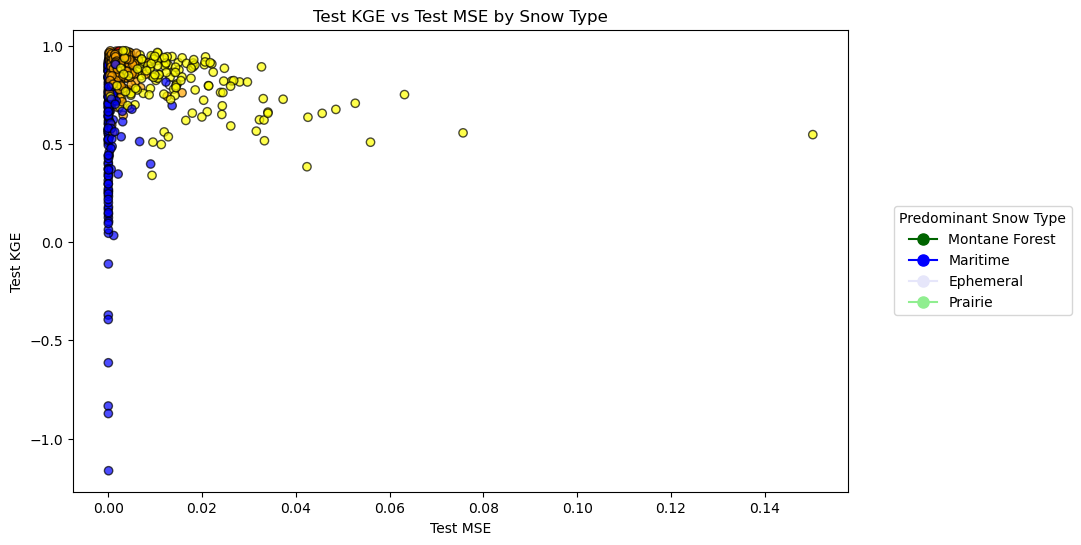 Test KGE vs Test MSE by Snow Type
1.0
0.5
0.0
−0.5
−1.0
Test KGE
0.00 0.02 0.04 0.06 0.08 0.10 0.12 0.14
Test MSE
Predominant Snow Type
Montane Forest
Maritime
Ephemeral
Prairie